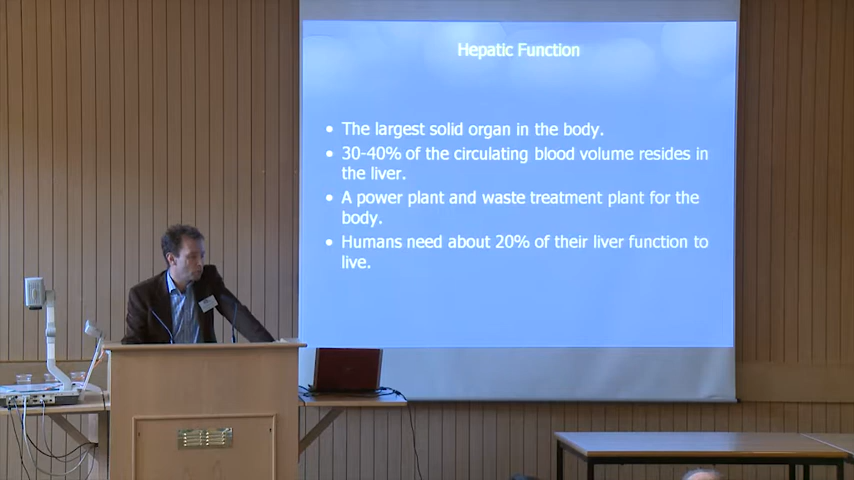 Hepatic Function
• The largest solid organ in the body.
• 30-40% of the circulating blood volume resides in
the liver.
• A power plant and waste treatment plant for the
body.
• Humans need about 20% of their liver function to
live.